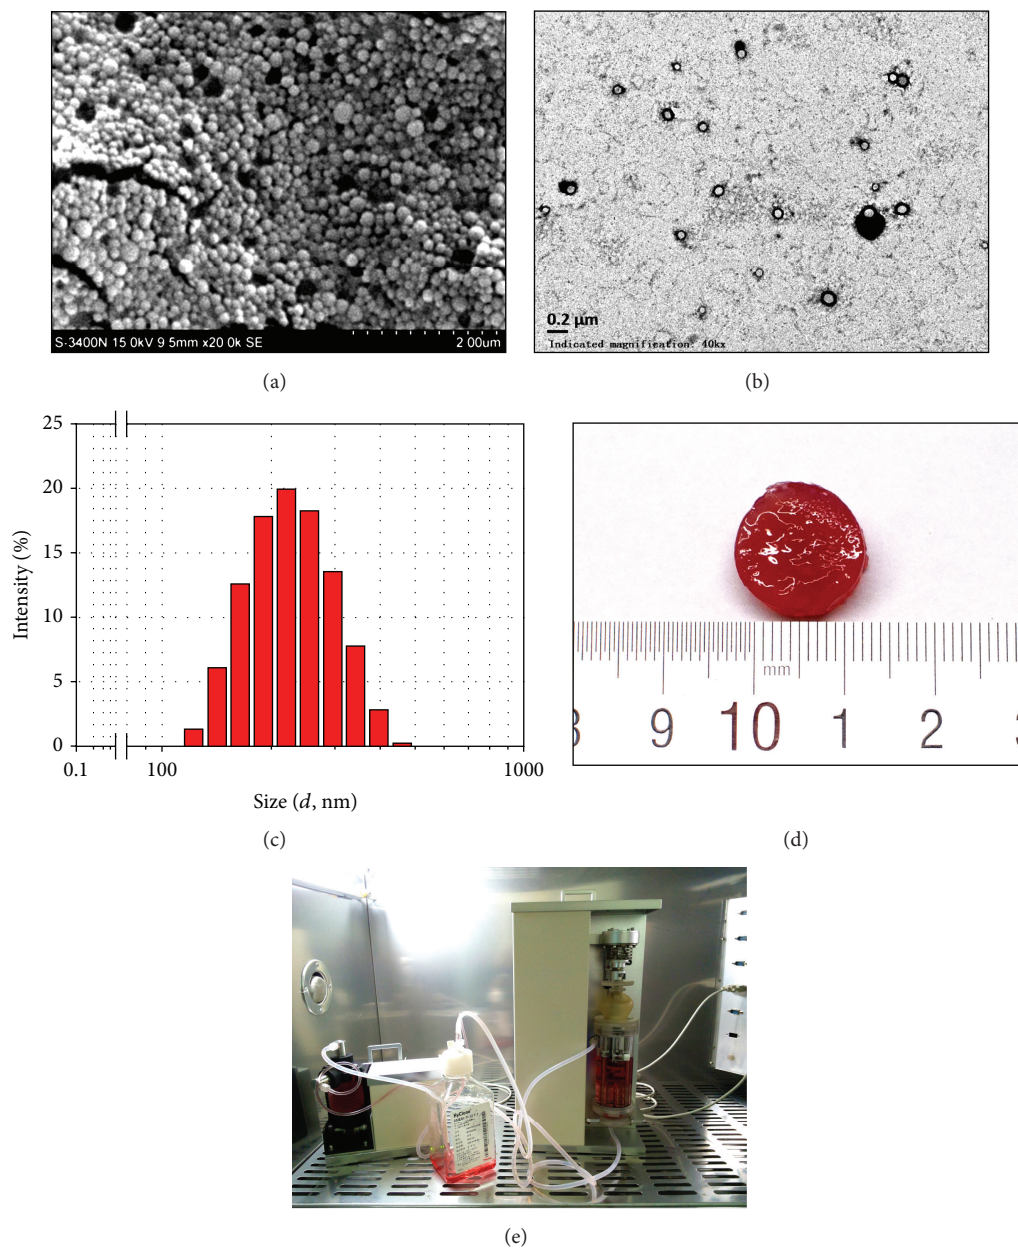 S-3400N 15.0kV 9.5mm x20.0k SE 2.00um
(a)
0.2 µm
Indicated magnification: 40kx
(b)
25
20
15
10
5
0
Intensity (%)
0.1 100 1000
Size (d, nm)
(c)
mm
9 10 1 2
(d)
HyClone
(e)